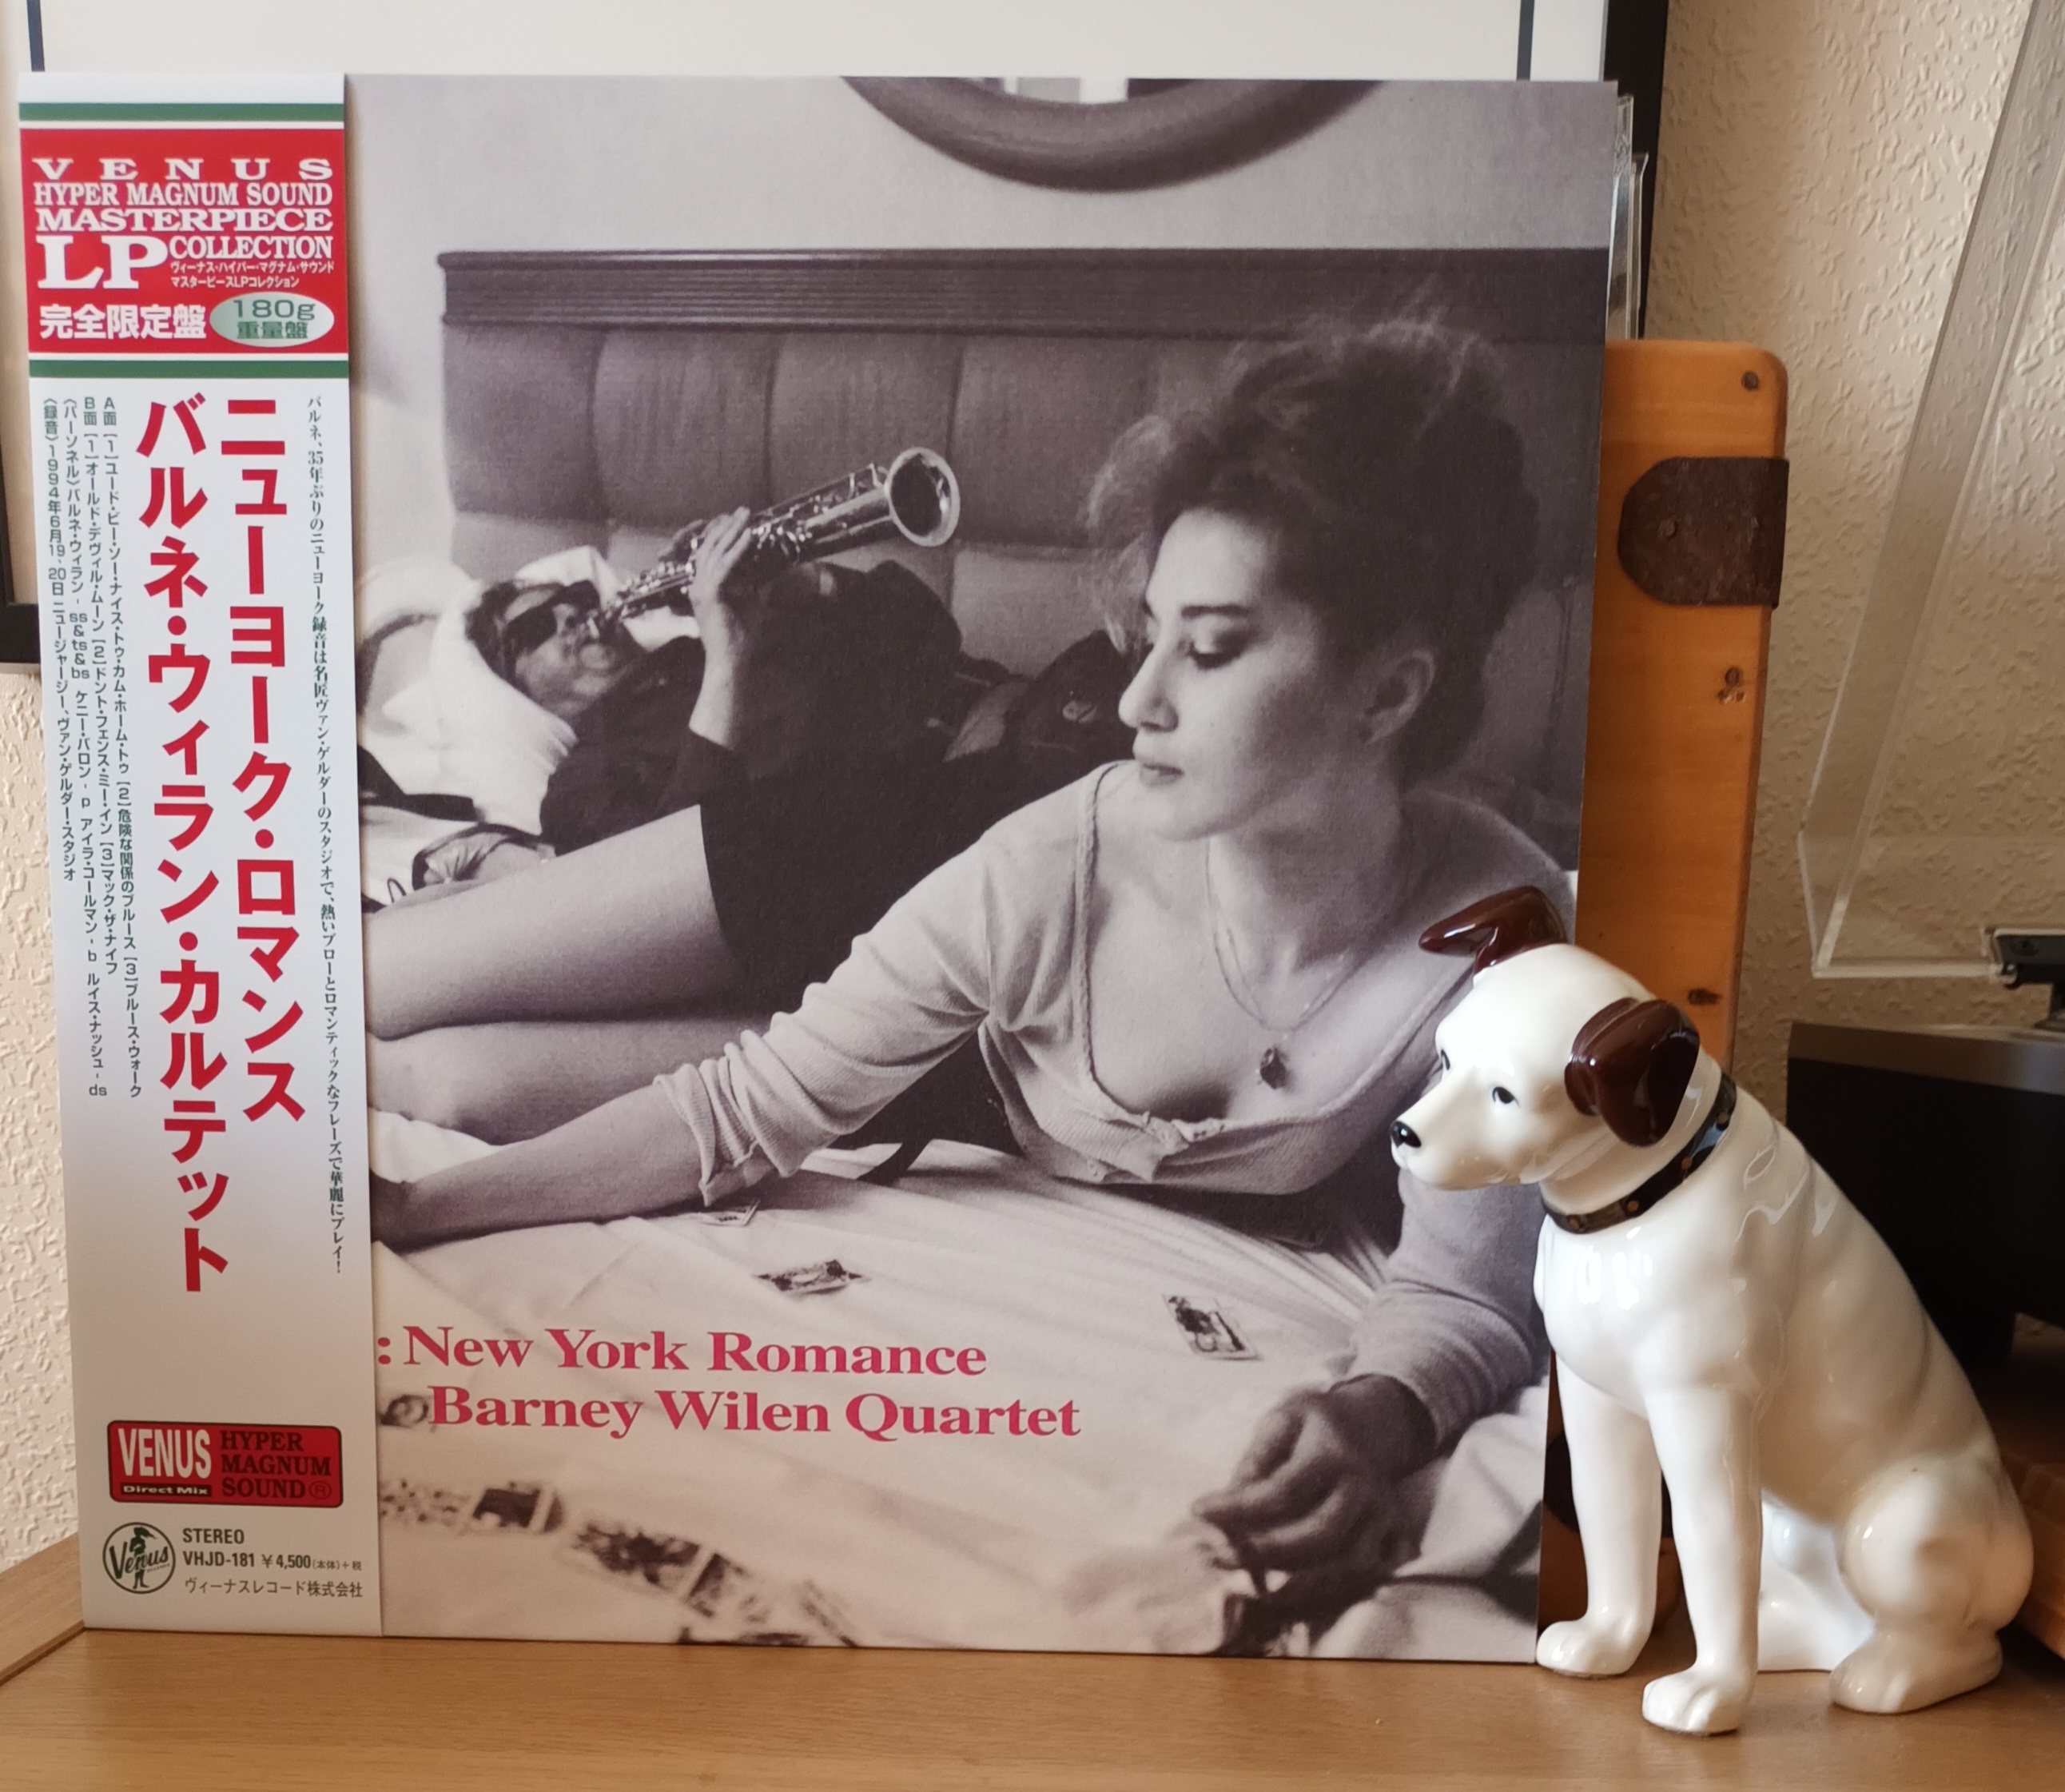 VENUS
HYPER MAGNUM SOUND
MASTERPIECE
LP COLLECTION
ヴィーナス・ハイパー・マグナム・サウンド
マスターピースLPコレクション
完全限定盤
180g
重量盤
バルネ、35年ぶりのニューヨーク録音は名匠ヴァン・ゲルダーのスタジオで、熱いブローとロマンティックなフレーズで華麗にプレイ!
ニューヨーク・ロマンス
バルネ・ウィラン・カルテット
A面 [1]ユード・ビー・ソー・ナイス・トゥ・カム・ホーム・トゥ [2]危険な関係のブルース [3]ブルース・ウォーク
B面 [1]オールド・デヴィル・ムーン [2]ドント・フェンス・ミー・イン [3]マック・ザ・ナイフ
〈パーソネル〉バルネ・ウィラン - ss & ts & bs ケニー・バロン - p アイラ・コールマン - b ルイス・ナッシュ - ds
〈録音〉1994年6月19、20日 ニュージャージー、ヴァン・ゲルダー・スタジオ
VENUS
Direct Mix
HYPER
MAGNUM
SOUND®
Venus
STEREO
VHJD-181 ¥4,500(本体)+税
ヴィーナスレコード株式会社
: New York Romance
Barney Wilen Quartet